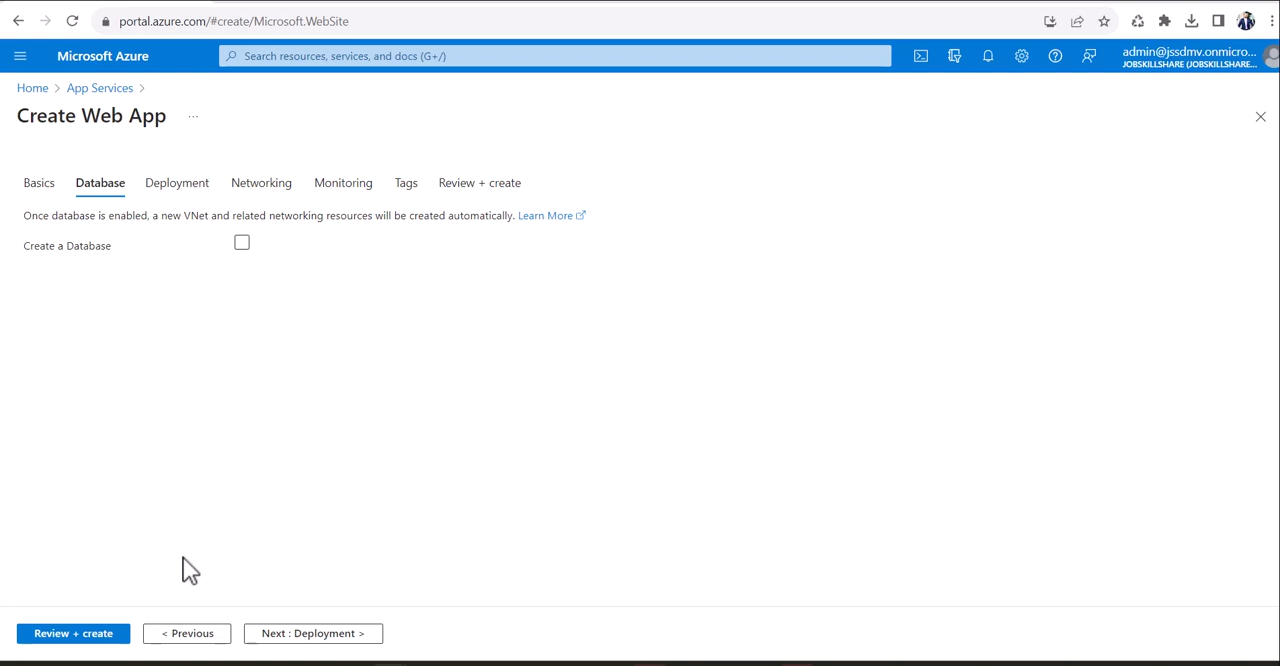 portal.azure.com/#create/Microsoft.WebSite
Microsoft Azure
Search resources, services, and docs (G+/)
admin@jssdmv.onmicro...
JOBSKILLSHARE (JOBSKILLSHARE...
Home > App Services >
Create Web App ...
Basics Database Deployment Networking Monitoring Tags Review + create
Once database is enabled, a new VNet and related networking resources will be created automatically. Learn More
Create a Database
Review + create < Previous Next : Deployment >